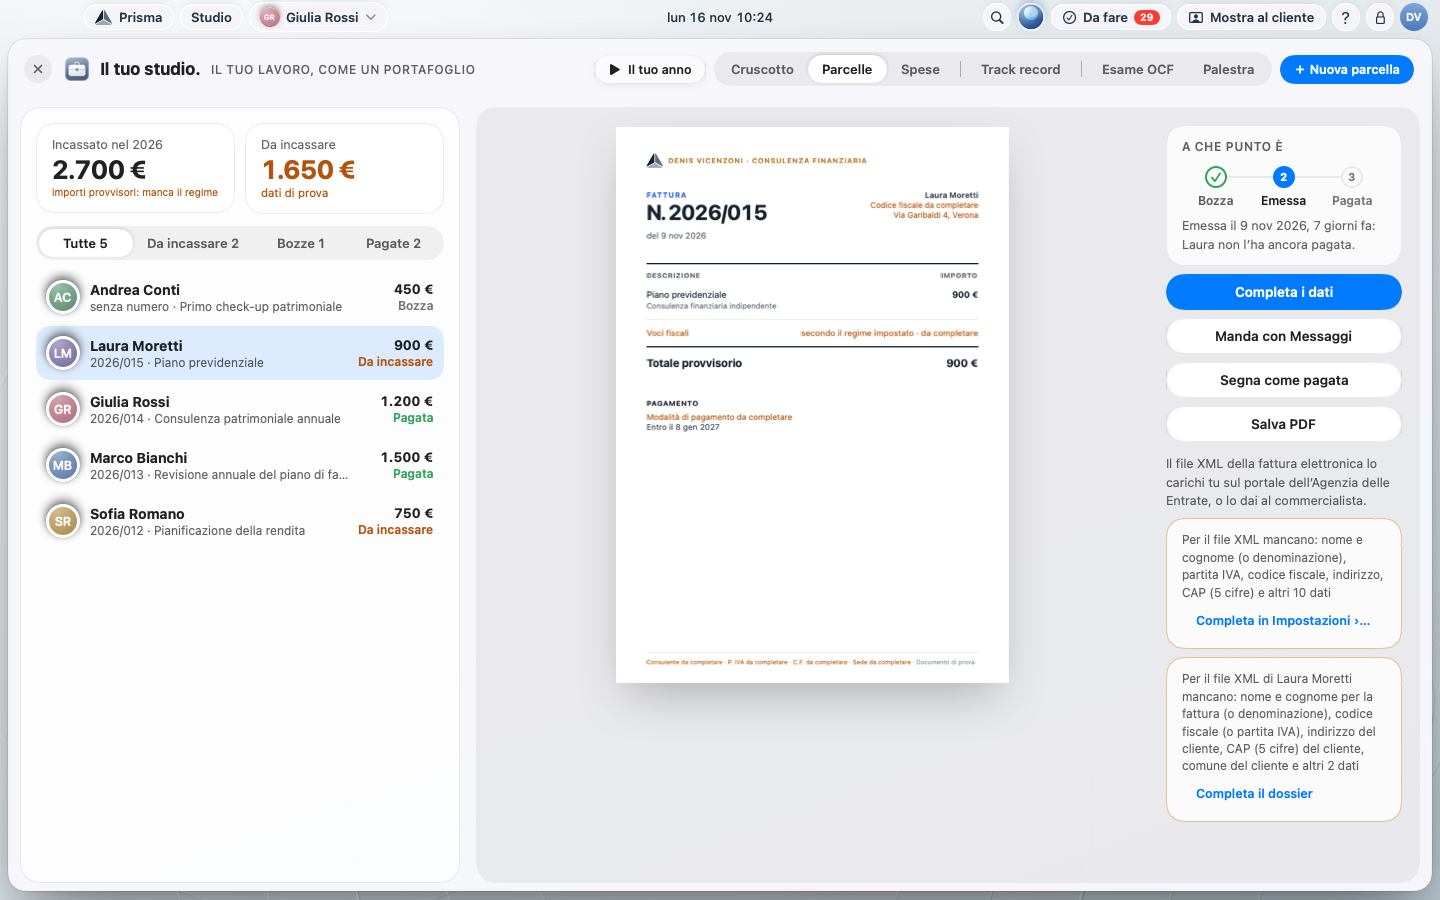 Prisma
Studio
GR Giulia Rossi
lun 16 nov 10:24
Da fare 29
Mostra al cliente
?
DV
Il tuo studio. IL TUO LAVORO, COME UN PORTAFOGLIO
Il tuo anno
Cruscotto
Parcelle
Spese
Track record
Esame OCF
Palestra
+ Nuova parcella
Incassato nel 2026
2.700 €
importi provvisori: manca il regime
Da incassare
1.650 €
dati di prova
Tutte 5
Da incassare 2
Bozze 1
Pagate 2
AC
Andrea Conti 450 €
senza numero · Primo check-up patrimoniale Bozza
LM
Laura Moretti 900 €
2026/015 · Piano previdenziale Da incassare
GR
Giulia Rossi 1.200 €
2026/014 · Consulenza patrimoniale annuale Pagata
MB
Marco Bianchi 1.500 €
2026/013 · Revisione annuale del piano di fa... Pagata
SR
Sofia Romano 750 €
2026/012 · Pianificazione della rendita Da incassare
DENIS VICENZONI · CONSULENZA FINANZIARIA
FATTURA
N. 2026/015
del 9 nov 2026
Laura Moretti
Codice fiscale da completare
Via Garibaldi 4, Verona
DESCRIZIONE IMPORTO
Piano previdenziale 900 €
Consulenza finanziaria indipendente
Voci fiscali secondo il regime impostato · da completare
Totale provvisorio 900 €
PAGAMENTO
Modalità di pagamento da completare
Entro il 8 gen 2027
Consulente da completare · P. IVA da completare · C.F. da completare · Sede da completare · Documento di prova.
A CHE PUNTO È
2
3
Bozza
Emessa
Pagata
Emessa il 9 nov 2026, 7 giorni fa:
Laura non l'ha ancora pagata.
Completa i dati
Manda con Messaggi
Segna come pagata
Salva PDF
Il file XML della fattura elettronica lo
carichi tu sul portale dell'Agenzia delle
Entrate, o lo dai al commercialista.
Per il file XML mancano: nome e
cognome (o denominazione),
partita IVA, codice fiscale, indirizzo,
CAP (5 cifre) e altri 10 dati
Completa in Impostazioni ›...
Per il file XML di Laura Moretti
mancano: nome e cognome per la
fattura (o denominazione), codice
fiscale (o partita IVA), indirizzo del
cliente, CAP (5 cifre) del cliente,
comune del cliente e altri 2 dati
Completa il dossier